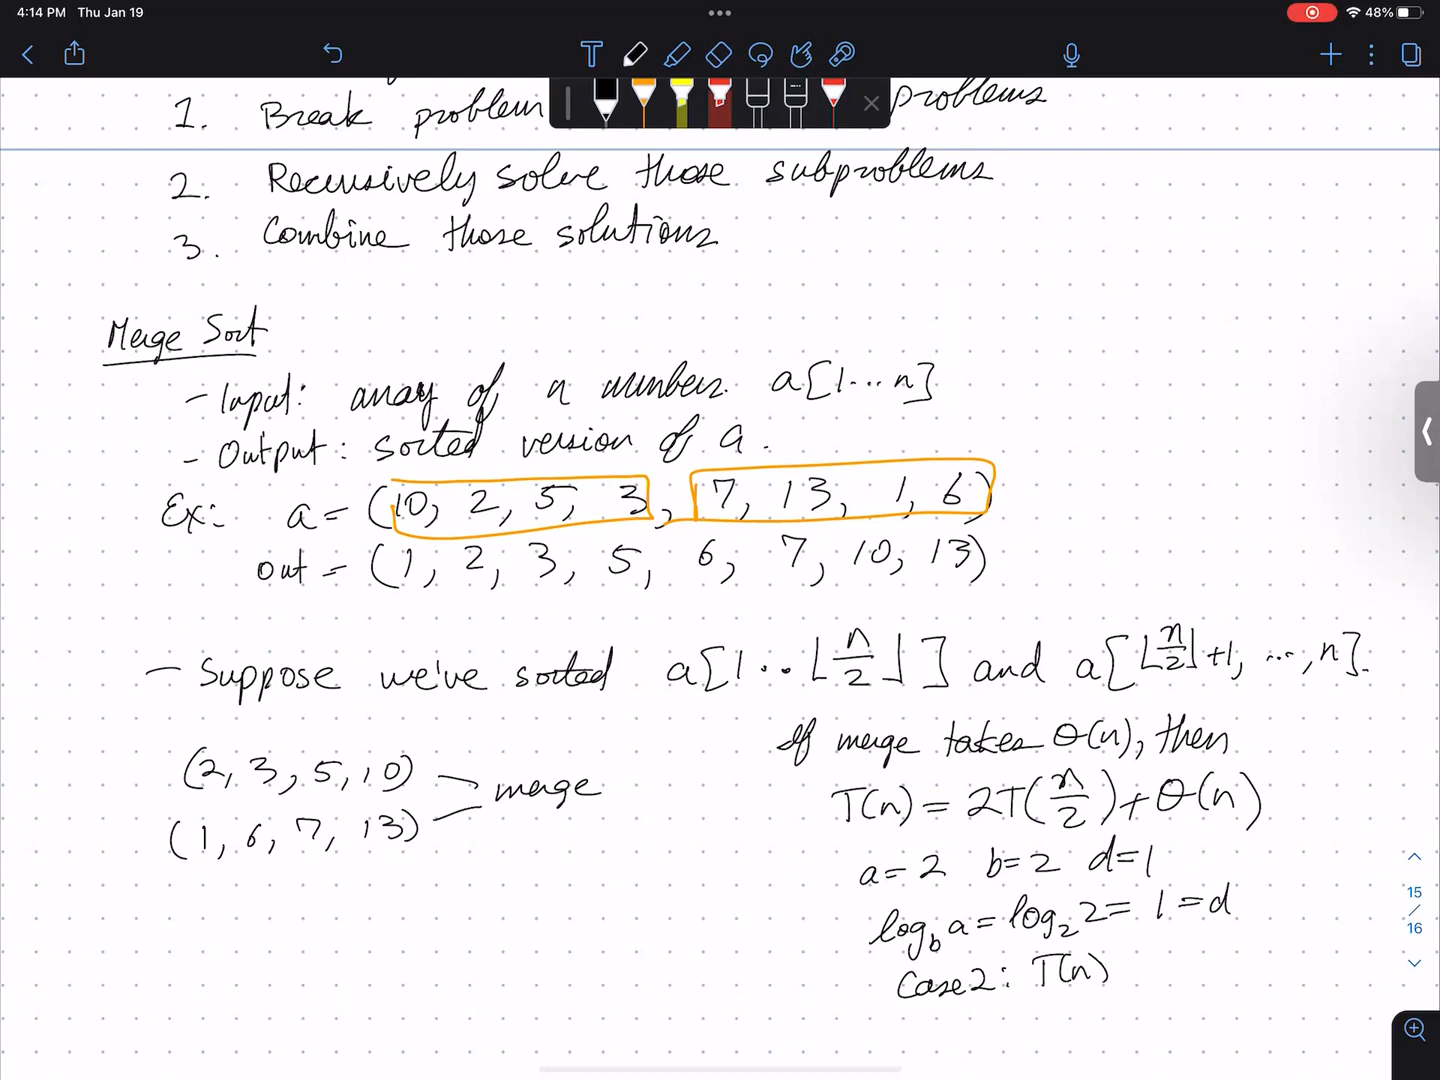 4:14 PM Thu Jan 19
48%
1. Break problem problems
2. Recursively solve those subproblems
3. Combine those solutions
Merge Sort
- Input: array of n numbers a[1...n]
- Output: sorted version of a.
Ex: a = (10, 2, 5, 3, 7, 13, 1, 6)
out = (1, 2, 3, 5, 6, 7, 10, 13)
- Suppose we've sorted a[1..⌊n/2⌋] and a[⌊n/2⌋+1, ..., n].
If merge takes Θ(n), then
(2, 3, 5, 10)
(1, 6, 7, 13)
merge
T(n) = 2T(n/2) + Θ(n)
a=2 b=2 d=1
log_b a = log_2 2 = 1 = d
Case 2: T(n)
15
/
16